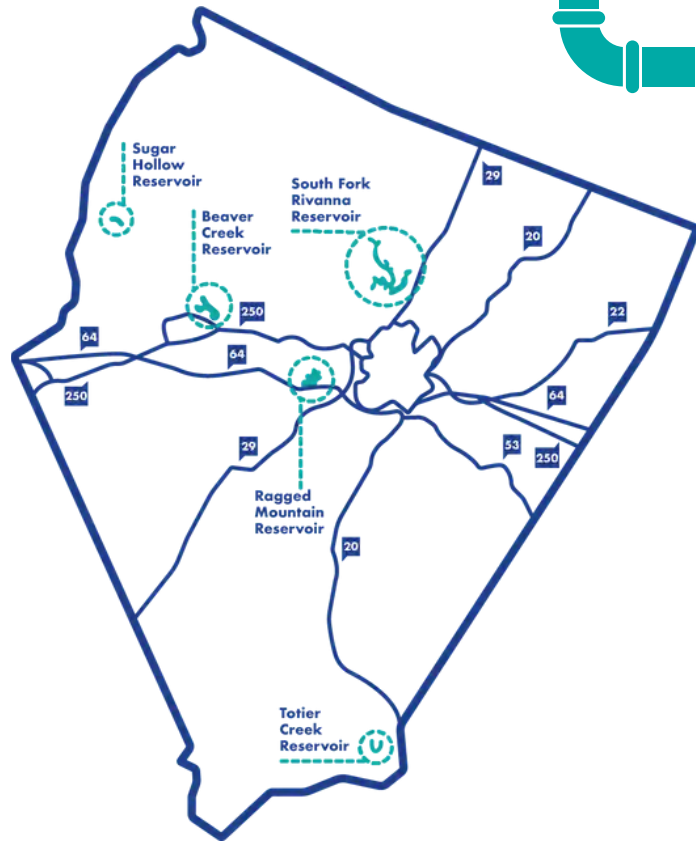 Sugar
Hollow
Reservoir
South Fork
Rivanna
Reservoir
29
Beaver
Creek
Reservoir
20
250
22
64
64
250
64
29
53
250
Ragged
Mountain
Reservoir
20
Totier
Creek
Reservoir